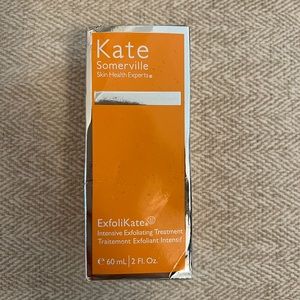 Kate
Somerville
Skin Health Experts
ExfoliKate
Intensive Exfoliating Treatment
Traitement Exfoliant Intensif
℮ 60 mL | 2 Fl. Oz.